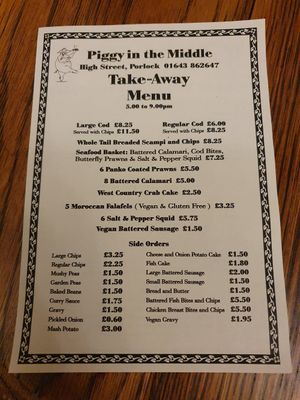 Piggy in the Middle
High Street, Porlock 01643 862647
Take-Away
Menu
5.00 to 9.00pm
Large Cod £8.25 Regular Cod £6.00
Served with Chips £11.50 Served with Chips £8.25
Whole Tail Breaded Scampi and Chips £8.25
Seafood Basket: Battered Calamari, Cod Bites,
Butterfly Prawns & Salt & Pepper Squid £7.25
6 Panko Coated Prawns £5.50
8 Battered Calamari £5.00
West Country Crab Cake £2.50
5 Moroccan Falafels ( Vegan & Gluten Free ) £3.25
6 Salt & Pepper Squid £5.75
Vegan Battered Sausage £1.50
Side Orders
Large Chips £3.25 Cheese and Onion Potato Cake £1.50
Regular Chips £2.25 Fish Cake £1.80
Mushy Peas £1.50 Large Battered Sausage £2.00
Garden Peas £1.50 Small Battered Sausage £1.50
Baked Beans £1.50 Bread and Butter £1.50
Curry Sauce £1.75 Battered Fish Bites and Chips £5.50
Gravy £1.50 Chicken Breast Bites and Chips £5.50
Pickled Onion £0.60 Vegan Gravy £1.95
Mash Potato £3.00